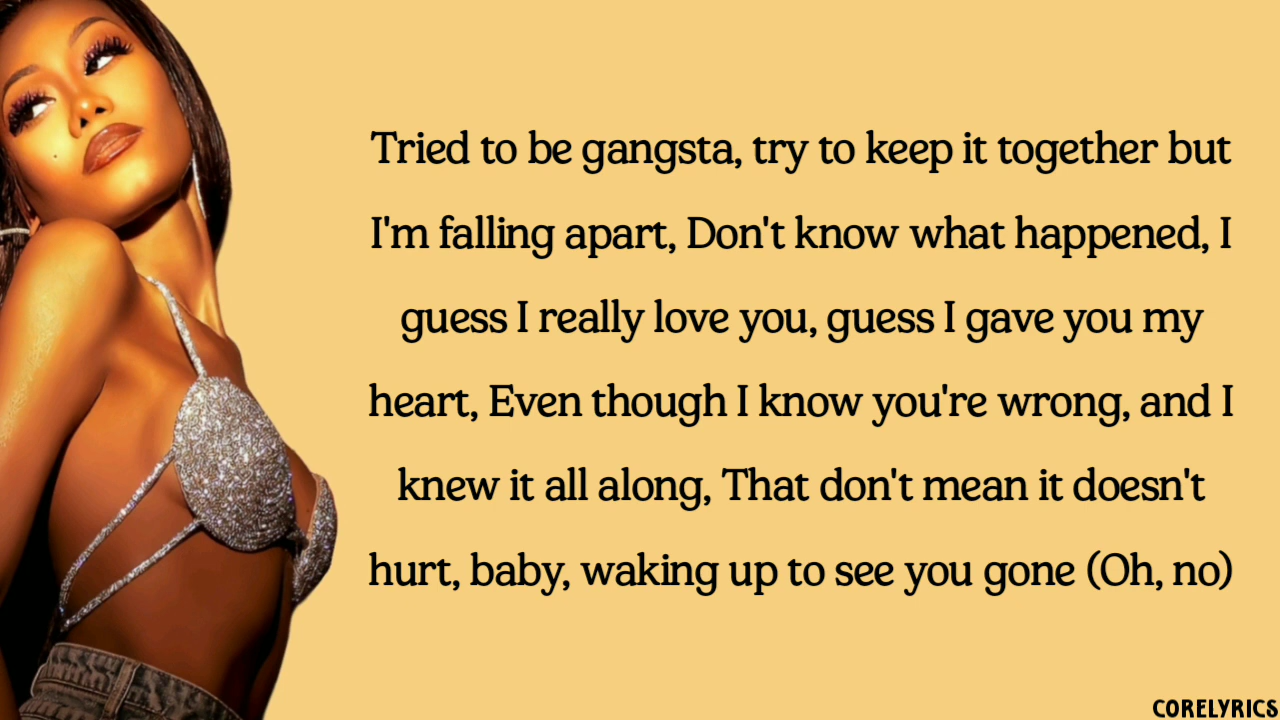 Tried to be gangsta, try to keep it together but
I'm falling apart, Don't know what happened, I
guess I really love you, guess I gave you my
heart, Even though I know you're wrong, and I
knew it all along, That don't mean it doesn't
hurt, baby, waking up to see you gone (Oh, no)
CORELYRICS